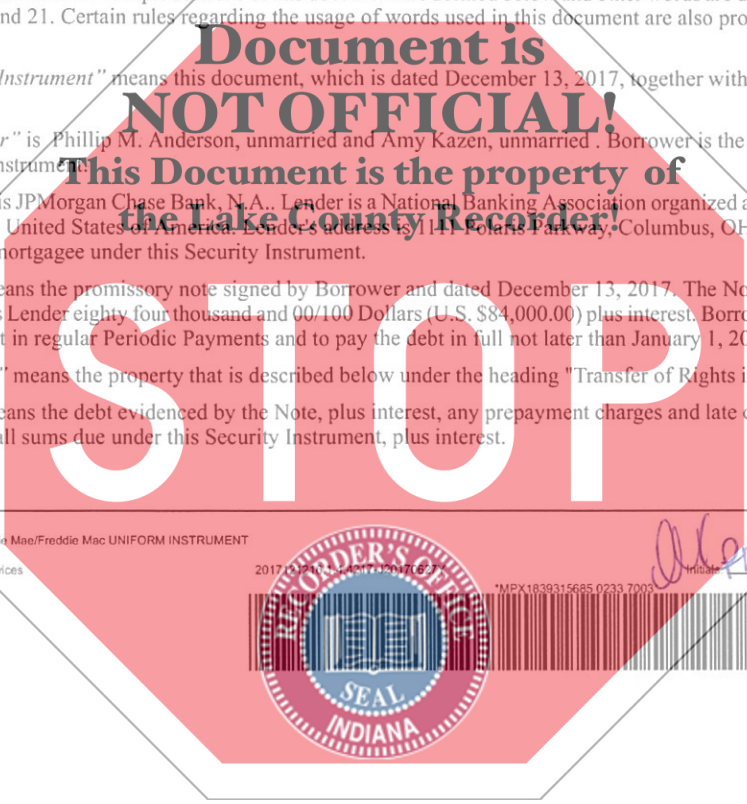 nd 21. Certain rules regarding the usage of words used in this document are also pro
Document is
Instrument" means this document, which is dated December 13, 2017, together with
NOT OFFICIAL!
r" is Phillip M. Anderson, unmarried and Amy Kazen, unmarried . Borrower is the
nstrument.
This Document is the property of
is JPMorgan Chase Bank, N.A.. Lender is a National Banking Association organized a
the Lake County Recorder!
United States of America. Lender's address is 1111 Polaris Parkway, Columbus, OH
mortgagee under this Security Instrument.
eans the promissory note signed by Borrower and dated December 13, 2017. The No
s Lender eighty four thousand and 00/100 Dollars (U.S. $84,000.00) plus interest. Borro
t in regular Periodic Payments and to pay the debt in full not later than January 1, 20
" means the property that is described below under the heading "Transfer of Rights i
eans the debt evidenced by the Note, plus interest, any prepayment charges and late
all sums due under this Security Instrument, plus interest.
STOP
e Mae/Freddie Mac UNIFORM INSTRUMENT
vices
Initials
*MPX1839315685 0233 7003
RECORDER'S OFFICE
SEAL
INDIANA